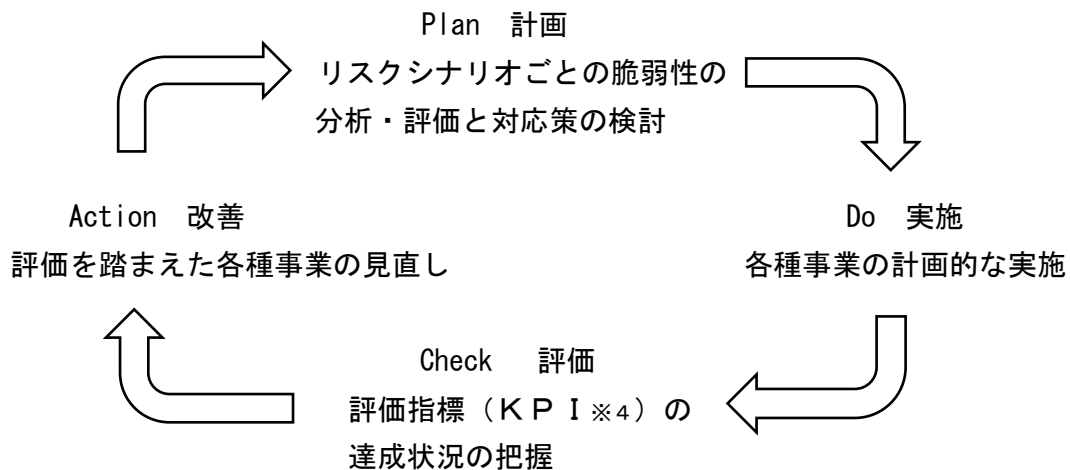 Plan　計画
リスクシナリオごとの脆弱性の
分析・評価と対応策の検討
Action　改善
評価を踏まえた各種事業の見直し
Do　実施
各種事業の計画的な実施
Check　評価
評価指標（ＫＰＩ※4）の
達成状況の把握